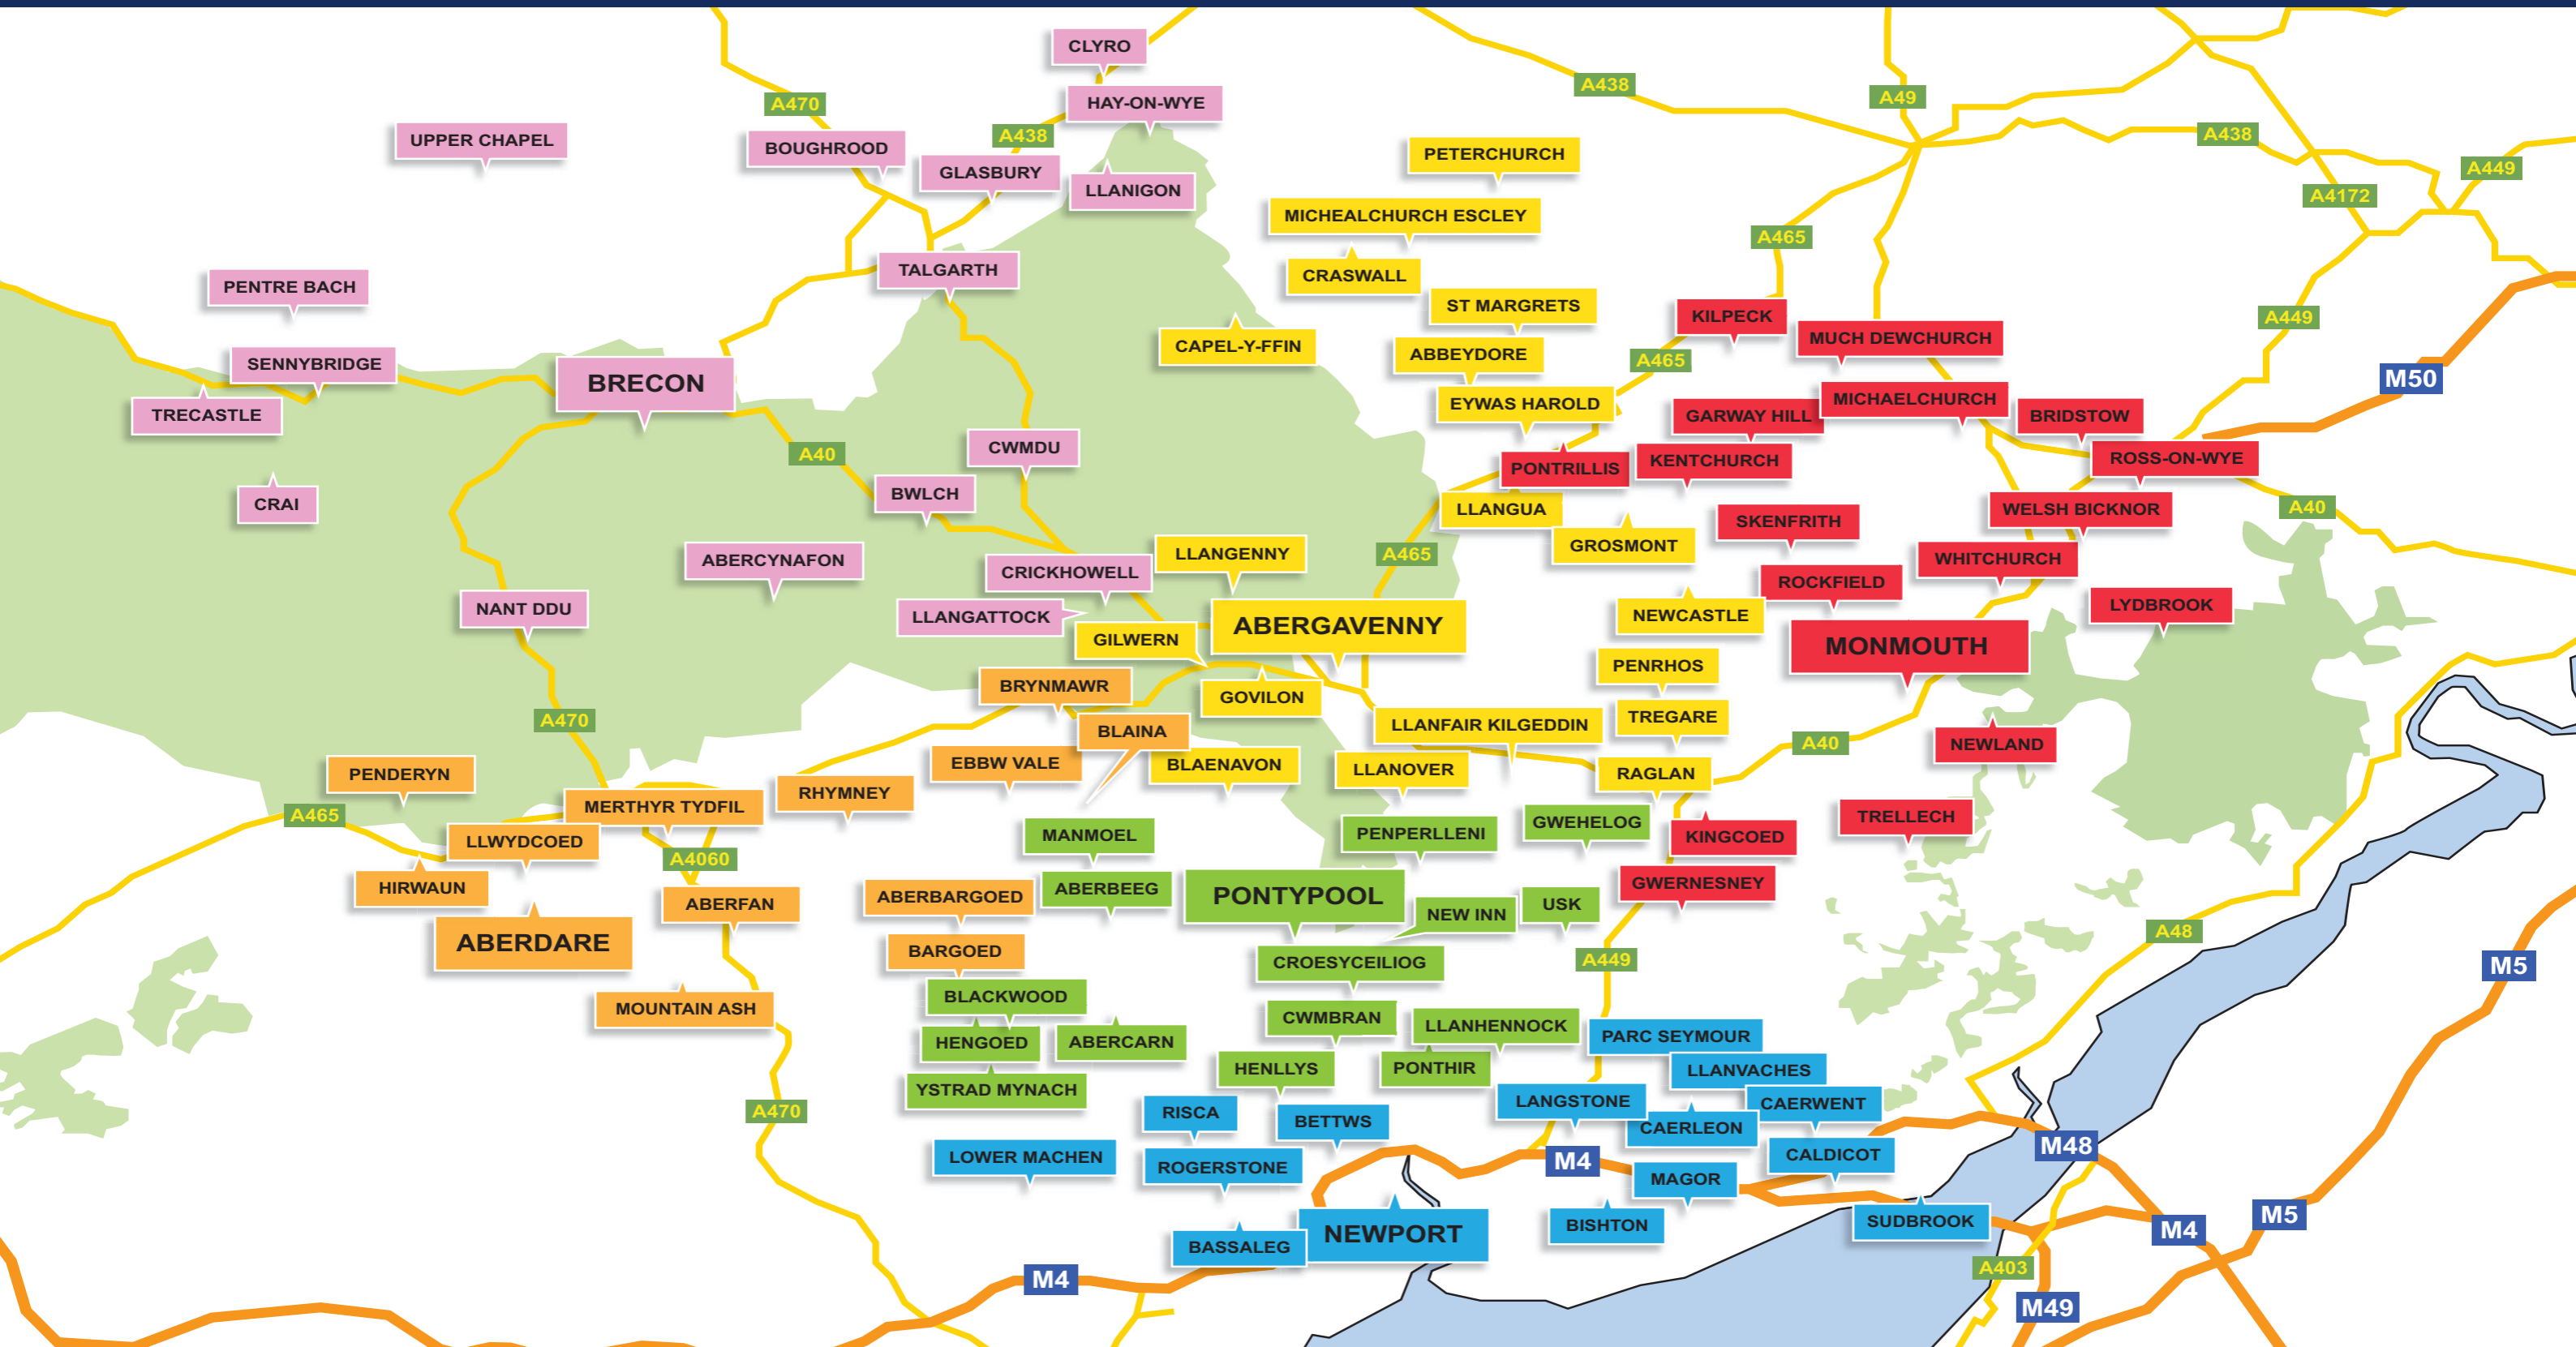 CLYRO
A438
A49
HAY-ON-WYE
A470
A438
A438
UPPER CHAPEL
BOUGHROOD
PETERCHURCH
A449
GLASBURY
LLANIGON
A4172
MICHEALCHURCH ESCLEY
A465
TALGARTH
CRASWALL
PENTRE BACH
ST MARGRETS
KILPECK
A449
MUCH DEWCHURCH
CAPEL-Y-FFIN
ABBEYDORE
A465
SENNYBRIDGE
BRECON
M50
MICHAELCHURCH
EYWAS HAROLD
TRECASTLE
GARWAY HILL
BRIDSTOW
CWMDU
A40
ROSS-ON-WYE
KENTCHURCH
PONTRILLIS
BWLCH
CRAI
A40
LLANGUA
WELSH BICKNOR
SKENFRITH
GROSMONT
LLANGENNY
A465
ABERCYNAFON
WHITCHURCH
CRICKHOWELL
ROCKFIELD
NANT DDU
LYDBROOK
LLANGATTOCK
NEWCASTLE
ABERGAVENNY
GILWERN
MONMOUTH
PENRHOS
BRYNMAWR
GOVILON
A470
TREGARE
LLANFAIR KILGEDDIN
BLAINA
A40
NEWLAND
EBBW VALE
BLAENAVON
LLANOVER
RAGLAN
PENDERYN
RHYMNEY
MERTHYR TYDFIL
A465
TRELLECH
GWEHELOG
PENPERLLENI
MANMOEL
KINGCOED
LLWYDCOED
A4060
GWERNESNEY
HIRWAUN
ABERBEEG
ABERBARGOED
PONTYPOOL
ABERFAN
USK
NEW INN
A48
ABERDARE
BARGOED
A449
CROESYCEILIOG
M5
BLACKWOOD
MOUNTAIN ASH
CWMBRAN
LLANHENNOCK
PARC SEYMOUR
HENGOED
ABERCARN
HENLLYS
PONTHIR
LLANVACHES
YSTRAD MYNACH
LANGSTONE
CAERWENT
A470
RISCA
BETTWS
CAERLEON
M48
LOWER MACHEN
CALDICOT
M4
ROGERSTONE
MAGOR
M5
SUDBROOK
BISHTON
M4
NEWPORT
BASSALEG
A403
M4
M49